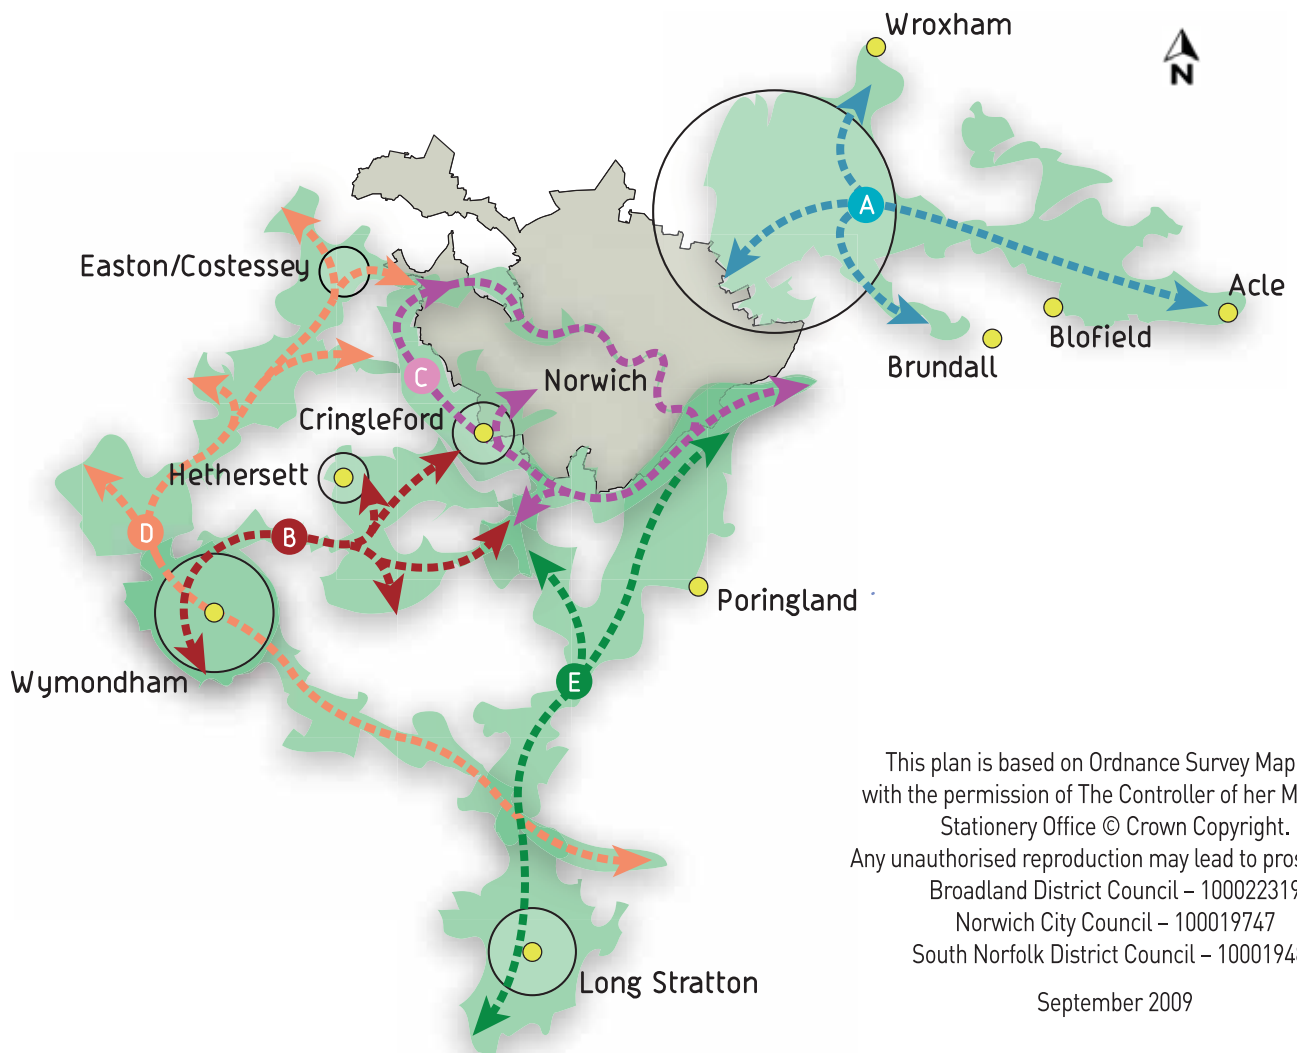 Wroxham
N
A
Easton/Costessey
Acle
Blofield
Brundall
C
Norwich
Cringleford
Hethersett
D
B
Poringland
Wymondham
E
This plan is based on Ordnance Survey Map
with the permission of The Controller of her M
Stationery Office © Crown Copyright.
Any unauthorised reproduction may lead to pros
Broadland District Council – 100022319
Norwich City Council – 100019747
South Norfolk District Council – 10001948
Long Stratton
September 2009